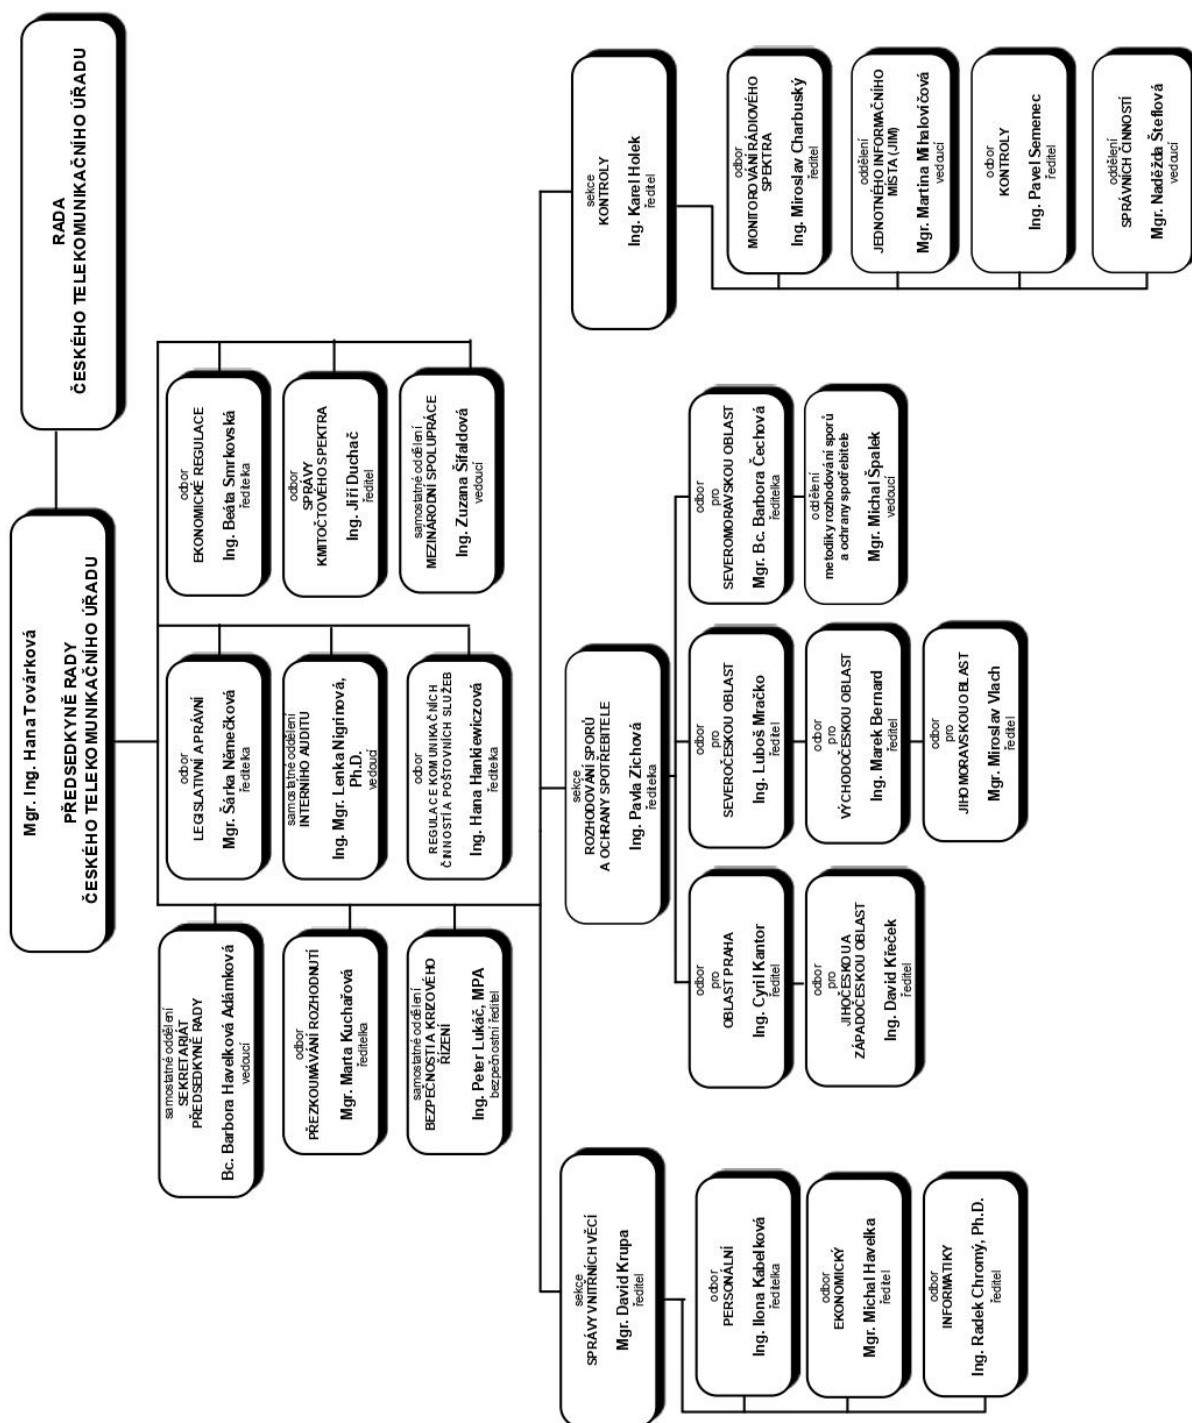 RADA
ČESKÉHO TELEKOMUNIKAČNÍHO ÚŘADU
Mgr. Ing. Hana Továrková
PŘEDSEDKYNĚ RADY
ČESKÉHO TELEKOMUNIKAČNÍHO ÚŘADU
samostatné oddělení
SEKRETARIÁT
PŘEDSEDKYNĚ RADY
Bc. Barbora Havelková Adámková
vedoucí
odbor
LEGISLATIVNÍ A PRÁVNÍ
Mgr. Šárka Němečková
ředitelka
odbor
EKONOMICKÉ REGULACE
Ing. Beáta Smrkovská
ředitelka
odbor
PŘEZKOUMÁVÁNÍ ROZHODNUTÍ
Mgr. Marta Kuchařová
ředitelka
samostatné oddělení
INTERNÍHO AUDITU
Ing. Mgr. Lenka Nigrinová,
Ph.D.
vedoucí
odbor
SPRÁVY
KMITOČTOVÉHO SPEKTRA
Ing. Jiří Duchač
ředitel
samostatné oddělení
BEZPEČNOSTI A KRIZOVÉHO
ŘÍZENÍ
Ing. Peter Lukáč, MPA
bezpečnostní ředitel
odbor
REGULACE KOMUNIKAČNÍCH
ČINNOSTÍ A POŠTOVNÍCH SLUŽEB
Ing. Hana Hankiewiczová
ředitelka
samostatné oddělení
MEZINÁRODNÍ SPOLUPRÁCE
Ing. Zuzana Šifaldová
vedoucí
sekce
SPRÁVY VNITŘNÍCH VĚCÍ
Mgr. David Krupa
ředitel
sekce
ROZHODOVÁNÍ SPORŮ
A OCHRANY SPOTŘEBITELE
Ing. Pavla Zichová
ředitelka
sekce
KONTROLY
Ing. Karel Holek
ředitel
odbor
PERSONÁLNÍ
Ing. Ilona Kabelková
ředitelka
odbor
EKONOMICKÝ
Mgr. Michal Havelka
ředitel
odbor
INFORMATIKY
Ing. Radek Chromý, Ph.D.
ředitel
odbor
pro
OBLAST PRAHA
Ing. Cyril Kantor
ředitel
odbor
pro
JIHOČESKOU A
ZÁPADOČESKOU OBLAST
Ing. David Křeček
ředitel
odbor
pro
SEVEROČESKOU OBLAST
Ing. Luboš Mračko
ředitel
odbor
pro
VÝCHODOČESKOU OBLAST
Ing. Marek Bernard
ředitel
odbor
pro
JIHOMORAVSKOU OBLAST
Mgr. Miroslav Vlach
ředitel
odbor
pro
SEVEROMORAVSKOU OBLAST
Mgr. Bc. Barbora Čechová
ředitelka
oddělení
metodiky rozhodování sporů
a ochrany spotřebitele
Mgr. Michal Špalek
vedoucí
odbor
MONITOROVÁNÍ RÁDIOVÉHO
SPEKTRA
Ing. Miroslav Charbuský
ředitel
oddělení
JEDNOTNÉHO INFORMAČNÍHO
MÍSTA (JIM)
Mgr. Martina Mihalovičová
vedoucí
odbor
KONTROLY
Ing. Pavel Semenec
ředitel
oddělení
SPRÁVNÍCH ČINNOSTÍ
Mgr. Naděžda Šteflová
vedoucí